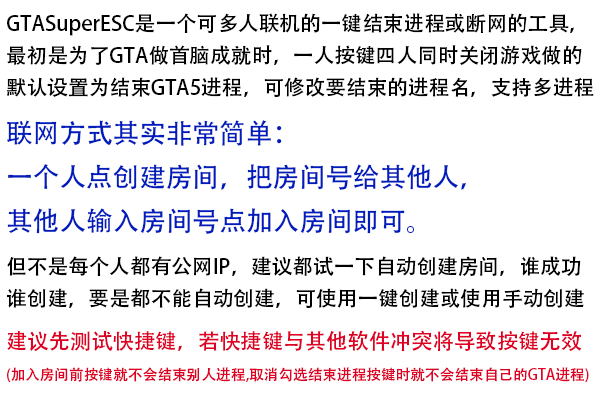 GTASuperESC是一个可多人联机的一键结束进程或断网的工具，
最初是为了GTA做首脑成就时，一人按键四人同时关闭游戏做的
默认设置为结束GTA5进程，可修改要结束的进程名，支持多进程
联网方式其实非常简单：
一个人点创建房间，把房间号给其他人，
其他人输入房间号点加入房间即可。
但不是每个人都有公网IP，建议都试一下自动创建房间，谁成功
谁创建，要是都不能自动创建，可使用一键创建或使用手动创建
建议先测试快捷键，若快捷键与其他软件冲突将导致按键无效
(加入房间前按键就不会结束别人进程,取消勾选结束进程按键时就不会结束自己的GTA进程)